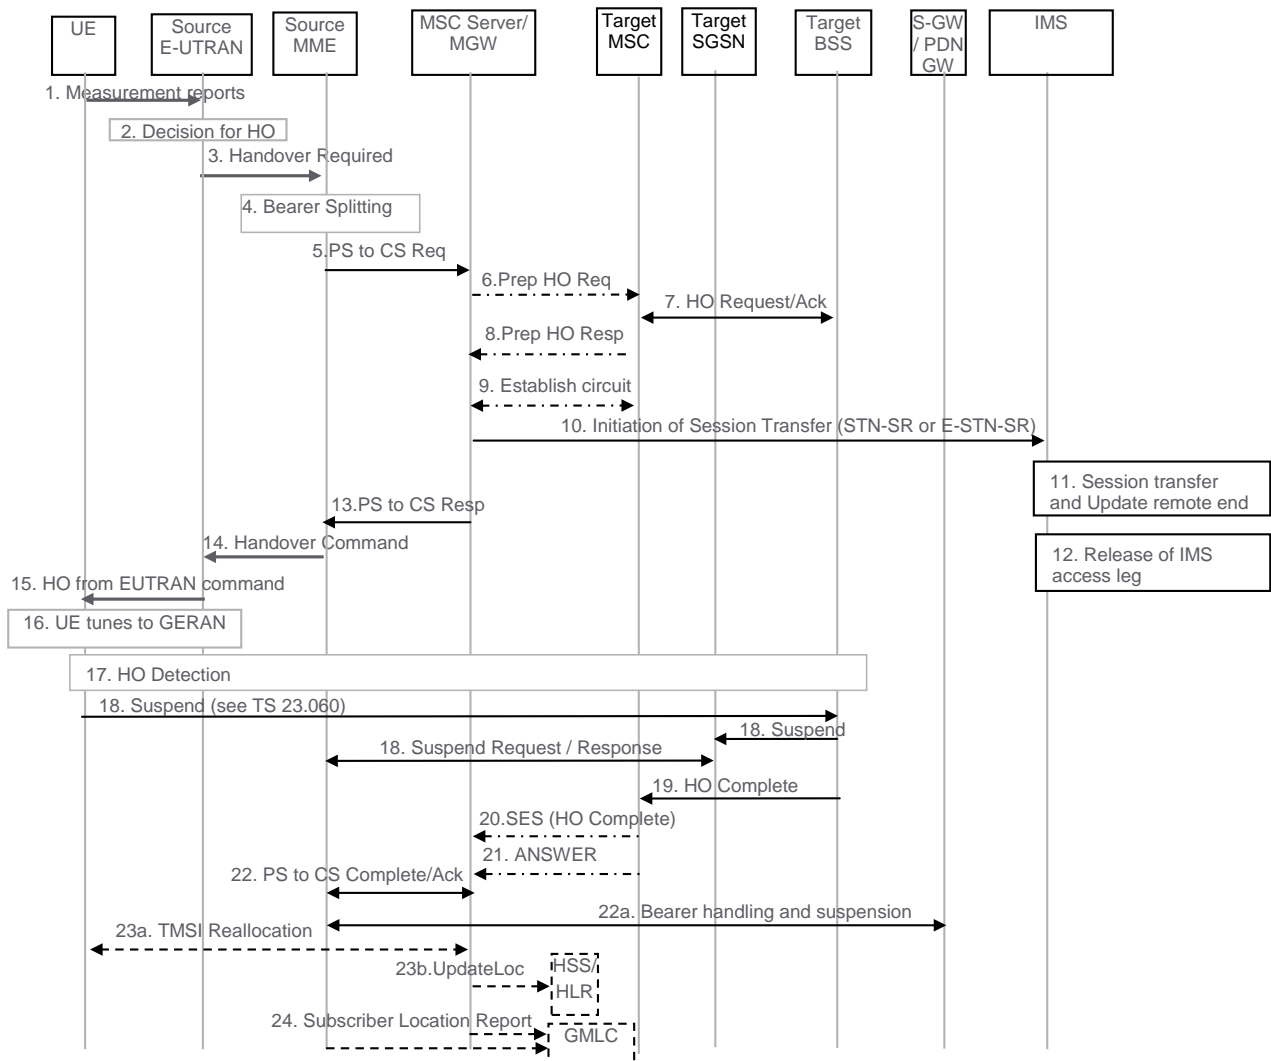 UE
Source
E-UTRAN
Source
MME
MSC Server/
MGW
Target
MSC
Target
SGSN
Target
BSS
S-GW
/ PDN
GW
IMS
1. Measurement reports
2. Decision for HO
3. Handover Required
4. Bearer Splitting
5.PS to CS Req
6.Prep HO Req
7. HO Request/Ack
8.Prep HO Resp
9. Establish circuit
10. Initiation of Session Transfer (STN-SR or E-STN-SR)
11. Session transfer
and Update remote end
13.PS to CS Resp
14. Handover Command
12. Release of IMS
access leg
15. HO from EUTRAN command
16. UE tunes to GERAN
17. HO Detection
18. Suspend (see TS 23.060)
18. Suspend
18. Suspend Request / Response
19. HO Complete
20.SES (HO Complete)
21. ANSWER
22. PS to CS Complete/Ack
22a. Bearer handling and suspension
23a. TMSI Reallocation
23b.UpdateLoc
HSS/
HLR
24. Subscriber Location Report
GMLC